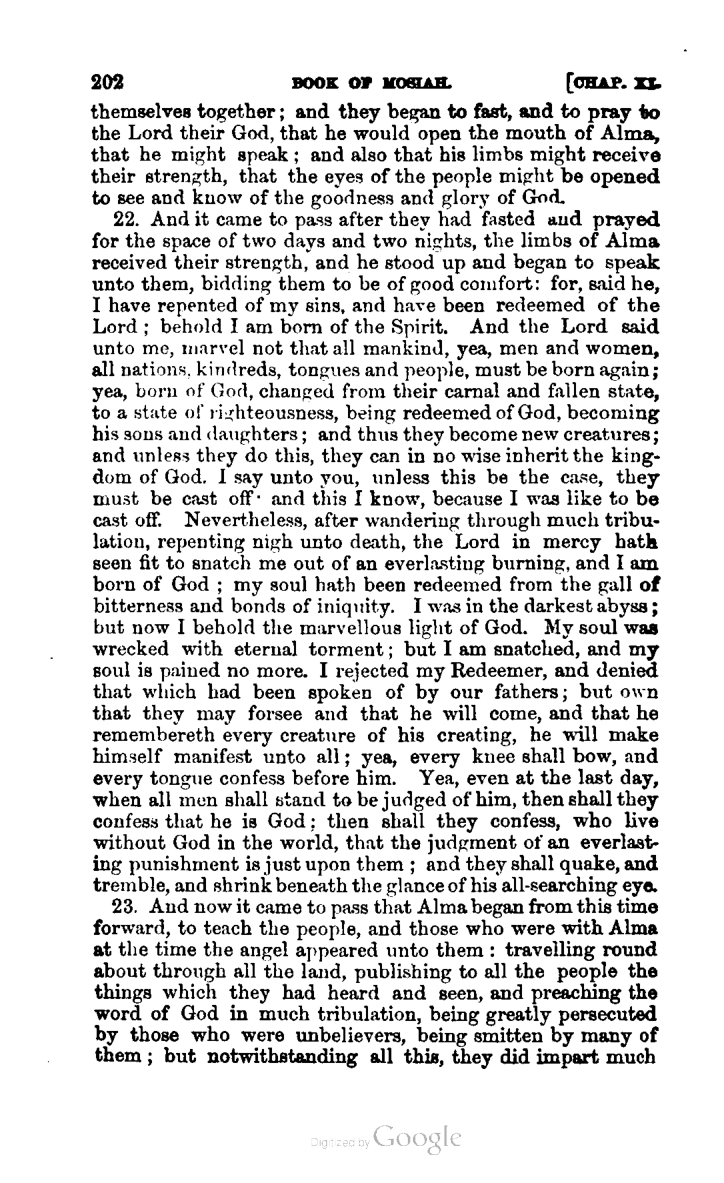 202 BOOK OF MOSIAH. [CHAP. XI.
themselves together; and they began to fast, and to pray to
the Lord their God, that he would open the mouth of Alma,
that he might speak; and also that his limbs might receive
their strength, that the eyes of the people might be opened
to see and know of the goodness and glory of God.
22. And it came to pass after they had fasted and prayed
for the space of two days and two nights, the limbs of Alma
received their strength, and he stood up and began to speak
unto them, bidding them to be of good comfort: for, said he,
I have repented of my sins, and have been redeemed of the
Lord; behold I am born of the Spirit. And the Lord said
unto me, marvel not that all mankind, yea, men and women,
all nations, kindreds, tongues and people, must be born again;
yea, born of God, changed from their carnal and fallen state,
to a state of righteousness, being redeemed of God, becoming
his sons and daughters; and thus they become new creatures;
and unless they do this, they can in no wise inherit the king-
dom of God. I say unto you, unless this be the case, they
must be cast off· and this I know, because I was like to be
cast off. Nevertheless, after wandering through much tribu-
lation, repenting nigh unto death, the Lord in mercy hath
seen fit to snatch me out of an everlasting burning, and I am
born of God; my soul hath been redeemed from the gall of
bitterness and bonds of iniquity. I was in the darkest abyss;
but now I behold the marvellous light of God. My soul was
wrecked with eternal torment; but I am snatched, and my
soul is pained no more. I rejected my Redeemer, and denied
that which had been spoken of by our fathers; but own
that they may forsee and that he will come, and that he
remembereth every creature of his creating, he will make
himself manifest unto all; yea, every knee shall bow, and
every tongue confess before him. Yea, even at the last day,
when all men shall stand to be judged of him, then shall they
confess that he is God; then shall they confess, who live
without God in the world, that the judgment of an everlast-
ing punishment is just upon them; and they shall quake, and
tremble, and shrink beneath the glance of his all-searching eye.
23. And now it came to pass that Alma began from this time
forward, to teach the people, and those who were with Alma
at the time the angel appeared unto them: travelling round
about through all the land, publishing to all the people the
things which they had heard and seen, and preaching the
word of God in much tribulation, being greatly persecuted
by those who were unbelievers, being smitten by many of
them; but notwithstanding all this, they did impart much
Digitized by Google